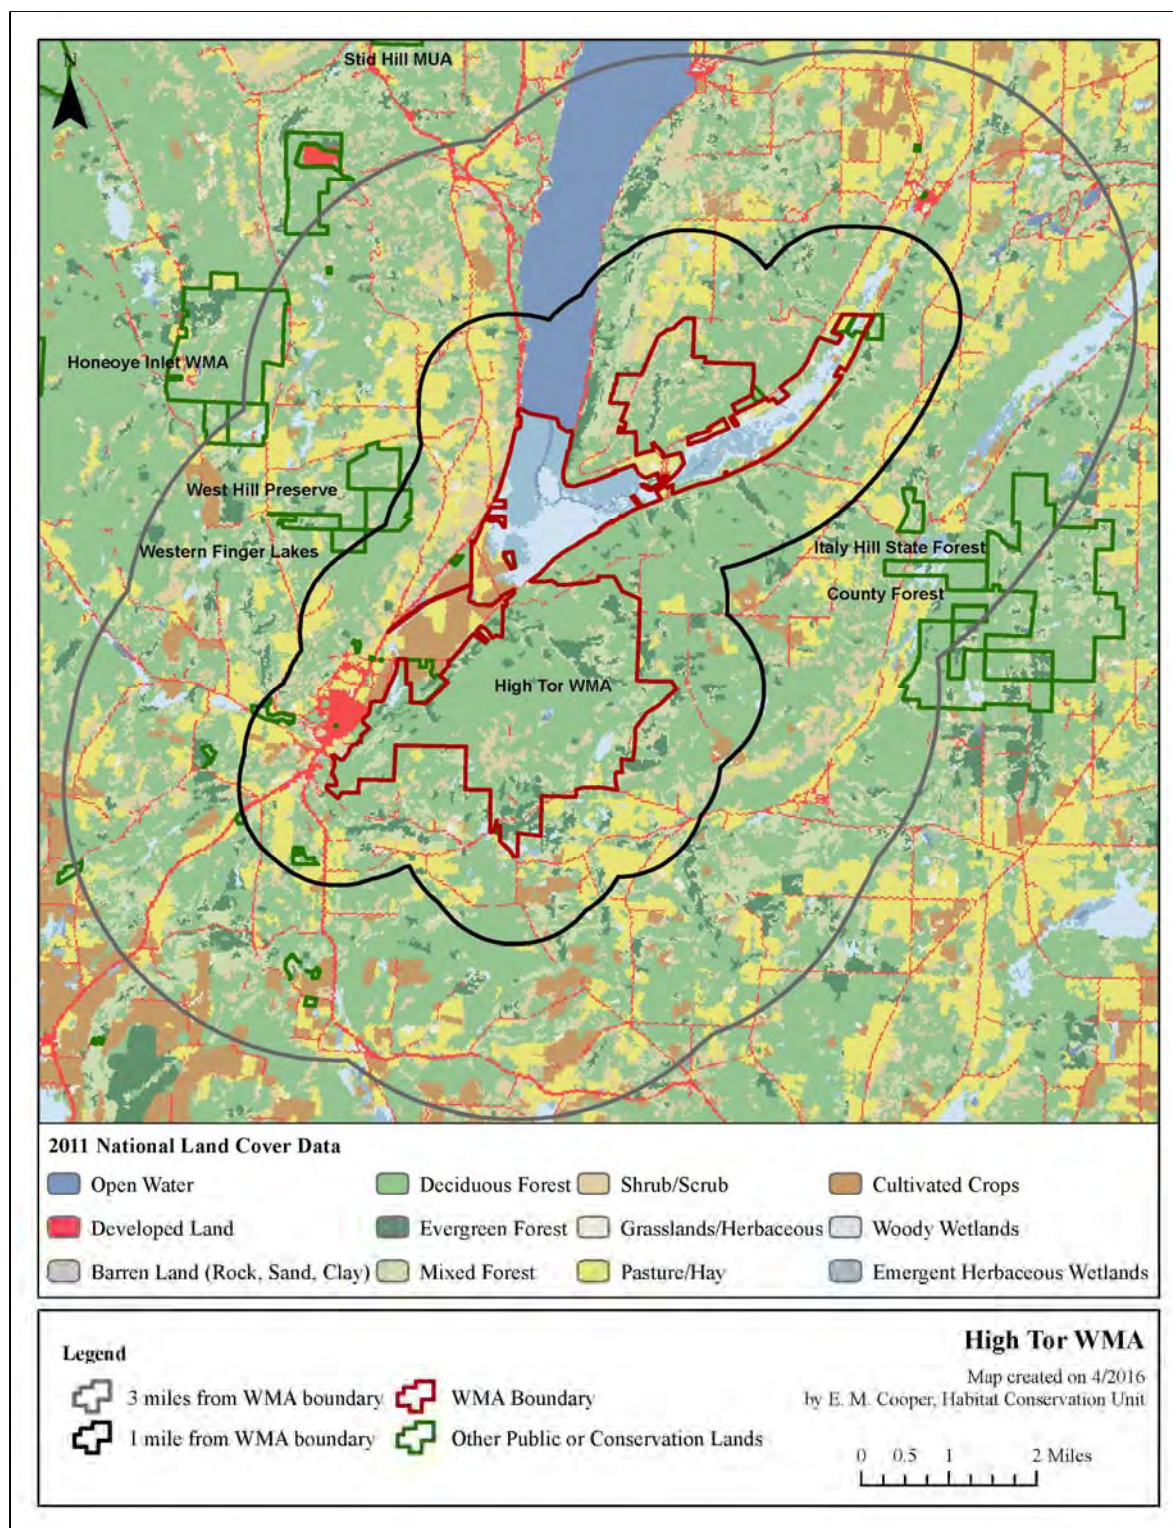 N
Stid Hill MUA
Honeoye Inlet WMA
West Hill Preserve
Western Finger Lakes
Italy Hill State Forest
County Forest
High Tor WMA
2011 National Land Cover Data
Open Water
Deciduous Forest
Shrub/Scrub
Cultivated Crops
Developed Land
Evergreen Forest
Grasslands/Herbaceous
Woody Wetlands
Barren Land (Rock, Sand, Clay)
Mixed Forest
Pasture/Hay
Emergent Herbaceous Wetlands
Legend
3 miles from WMA boundary
WMA Boundary
1 mile from WMA boundary
Other Public or Conservation Lands
High Tor WMA
Map created on 4/2016
by E. M. Cooper, Habitat Conservation Unit
0 0.5 1 2 Miles